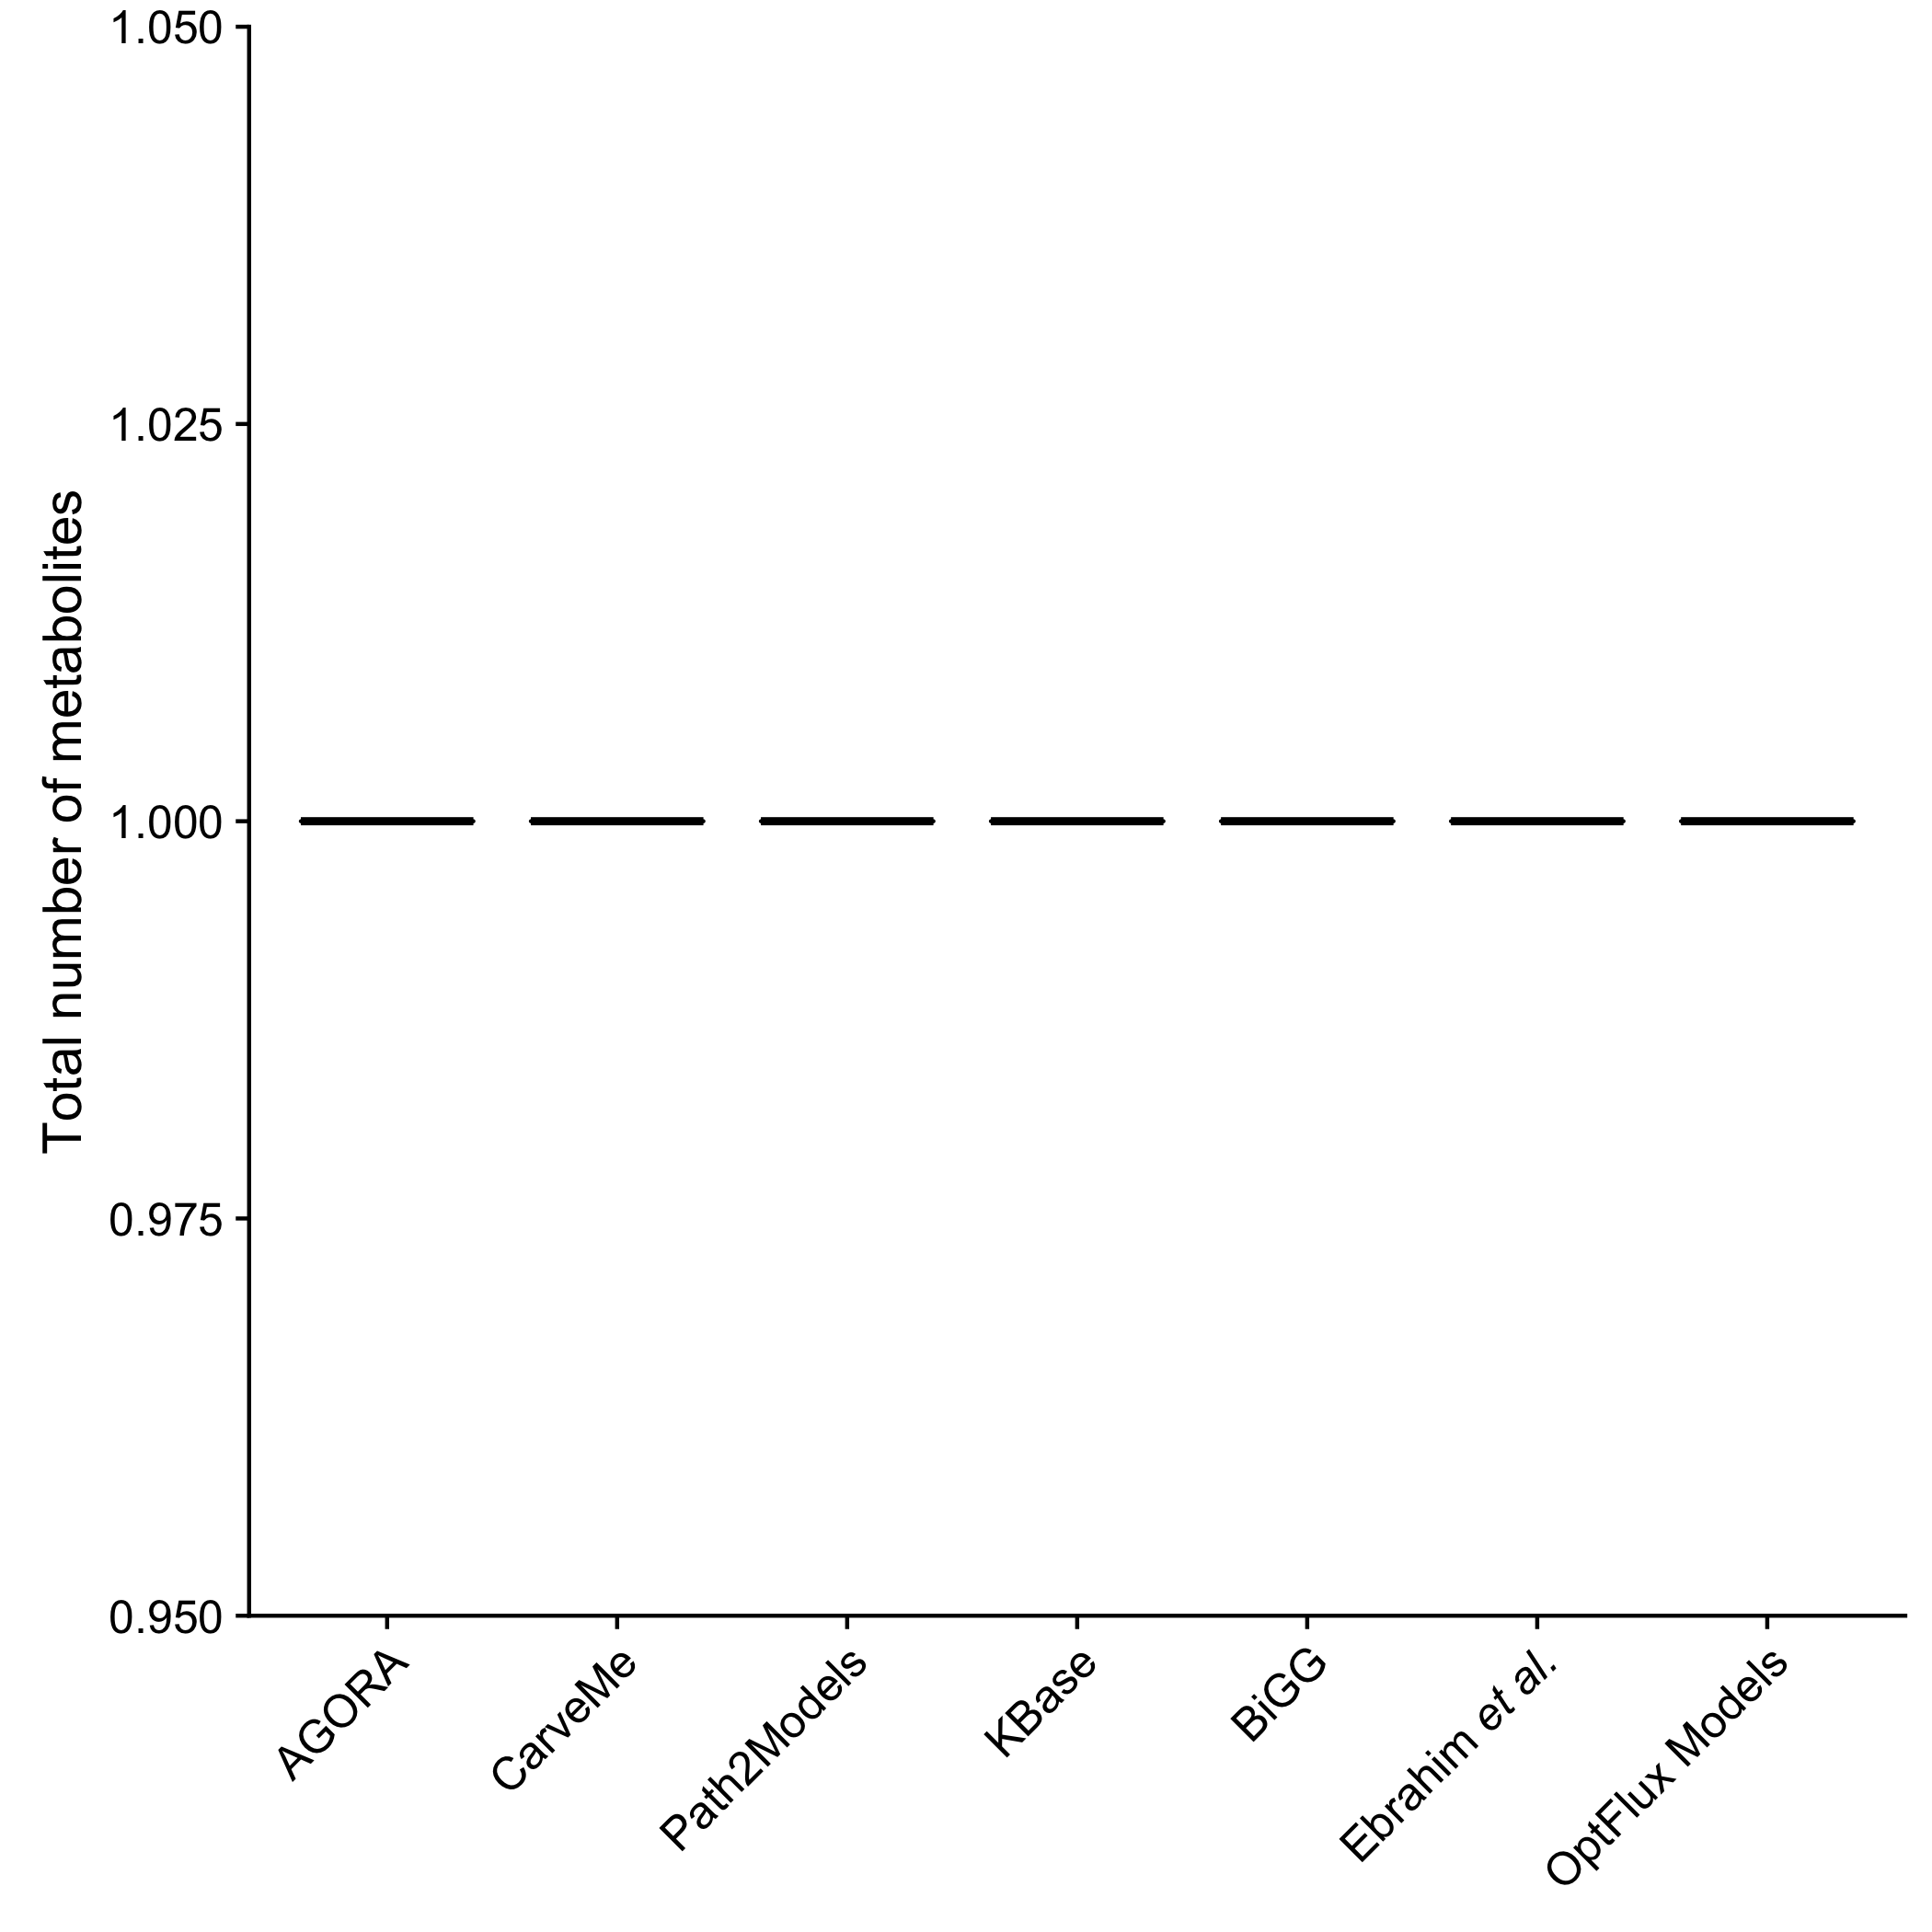 Total number of metabolites
1.050
1.025
1.000
0.975
0.950
AGORA
CarveMe
Path2Models
KBase
BiGG
Ebrahim et al.
OptFlux Models